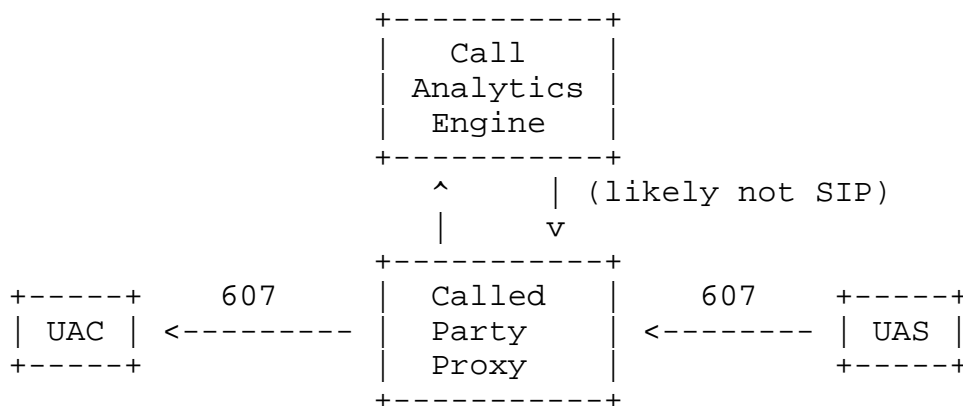 +-----------+
|   Call    |
| Analytics |
|  Engine   |
+-----------+
^     | (likely not SIP)
|     v
+-----------+
+-----+    607     |  Called   |    607    +-----+
| UAC | <--------- |  Party    | <-------- | UAS |
+-----+            |  Proxy    |           +-----+
+-----------+